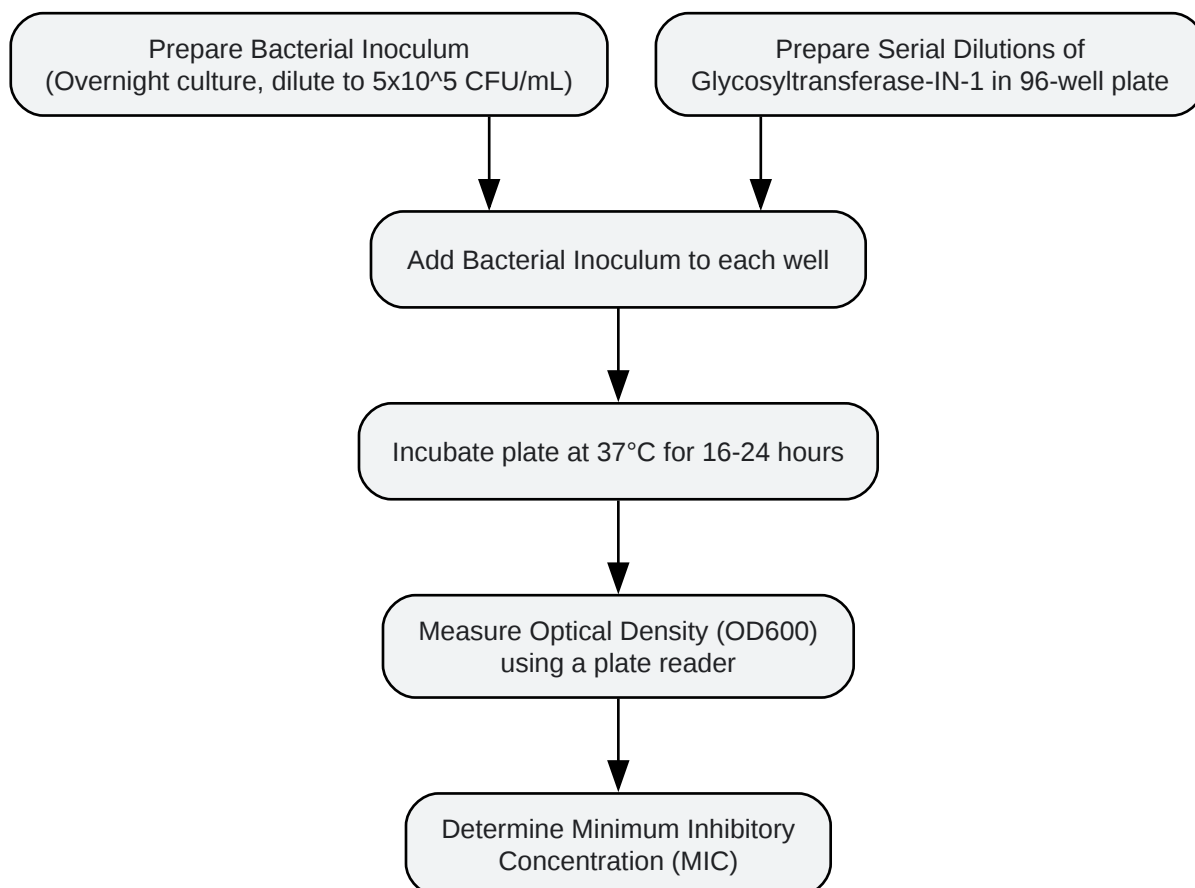 Prepare Bacterial Inoculum
(Overnight culture, dilute to 5x10^5 CFU/mL)
Prepare Serial Dilutions of
Glycosyltransferase-IN-1 in 96-well plate
Add Bacterial Inoculum to each well
Incubate plate at 37°C for 16-24 hours
Measure Optical Density (OD600)
using a plate reader
Determine Minimum Inhibitory
Concentration (MIC)